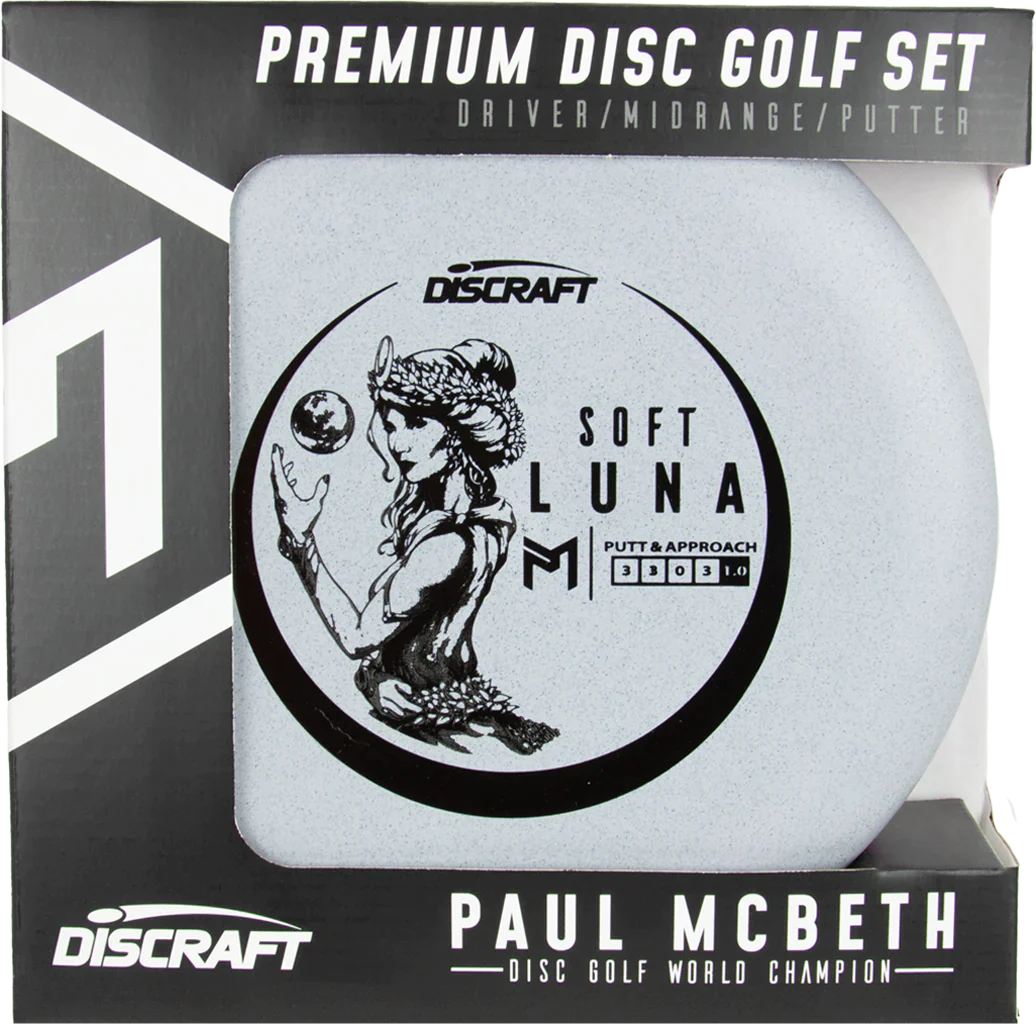 PREMIUM DISC GOLF SET
DRIVER/MIDRANGE/PUTTER
DISCRAFT
SOFT
LUNA
PUTT & APPROACH
3 3 0 3 1.0
DISCRAFT
PAUL MCBETH
DISC GOLF WORLD CHAMPION